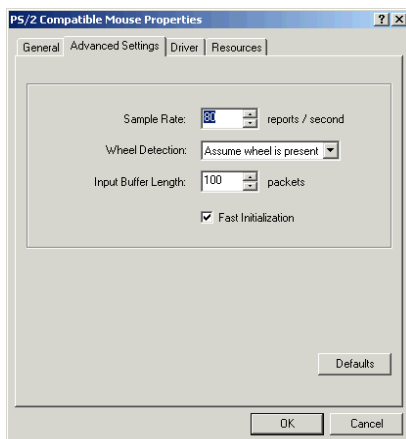 PS/2 Compatible Mouse Properties
General Advanced Settings Driver Resources
Sample Rate: 80 reports / second
Wheel Detection: Assume wheel is present
Input Buffer Length: 100 packets
Fast Initialization
Defaults
OK Cancel